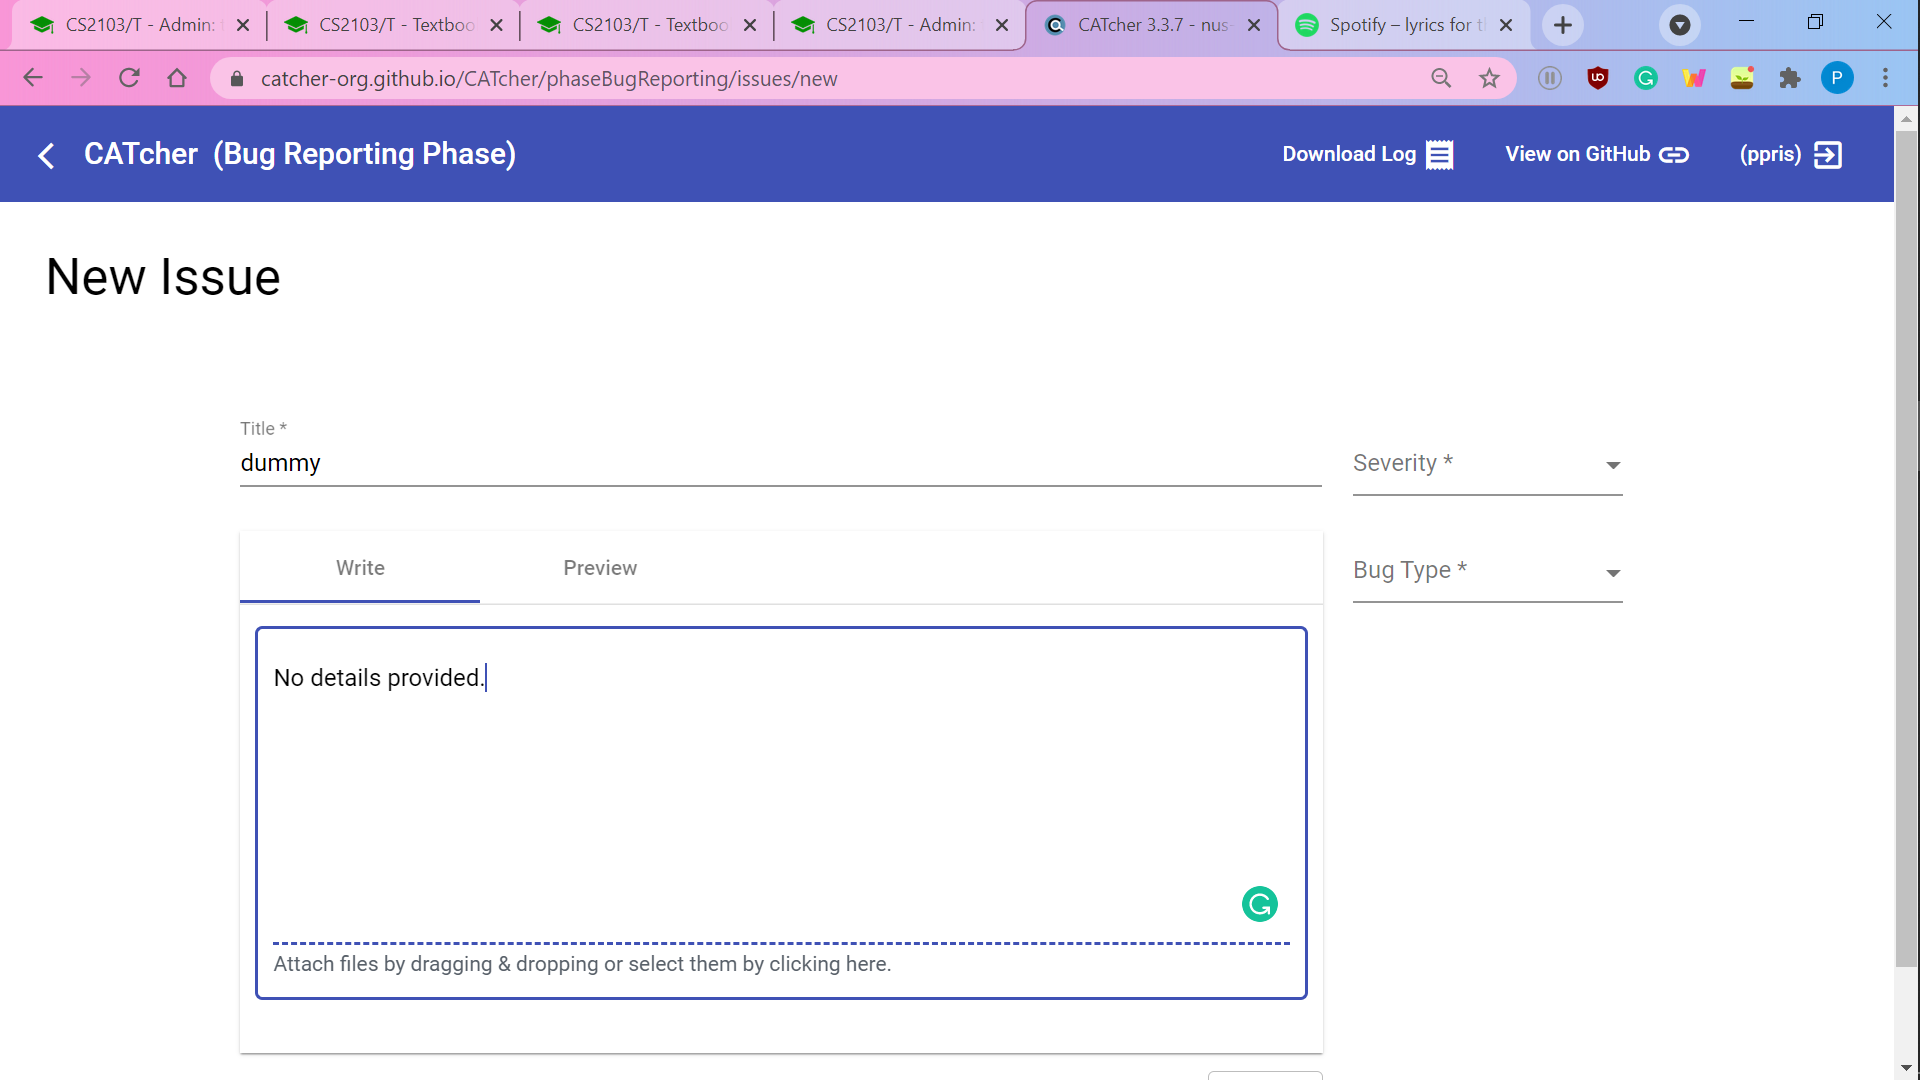 CS2103/T - Admin:
CS2103/T - Textboo
CS2103/T - Textboo
CS2103/T - Admin:
CATcher 3.3.7 - nus-
Spotify – lyrics for t
catcher-org.github.io/CATcher/phaseBugReporting/issues/new
P
CATcher (Bug Reporting Phase)
Download Log
View on GitHub
(ppris)
New Issue
Title *
dummy
Severity *
Write
Preview
Bug Type *
No details provided.
Attach files by dragging & dropping or select them by clicking here.